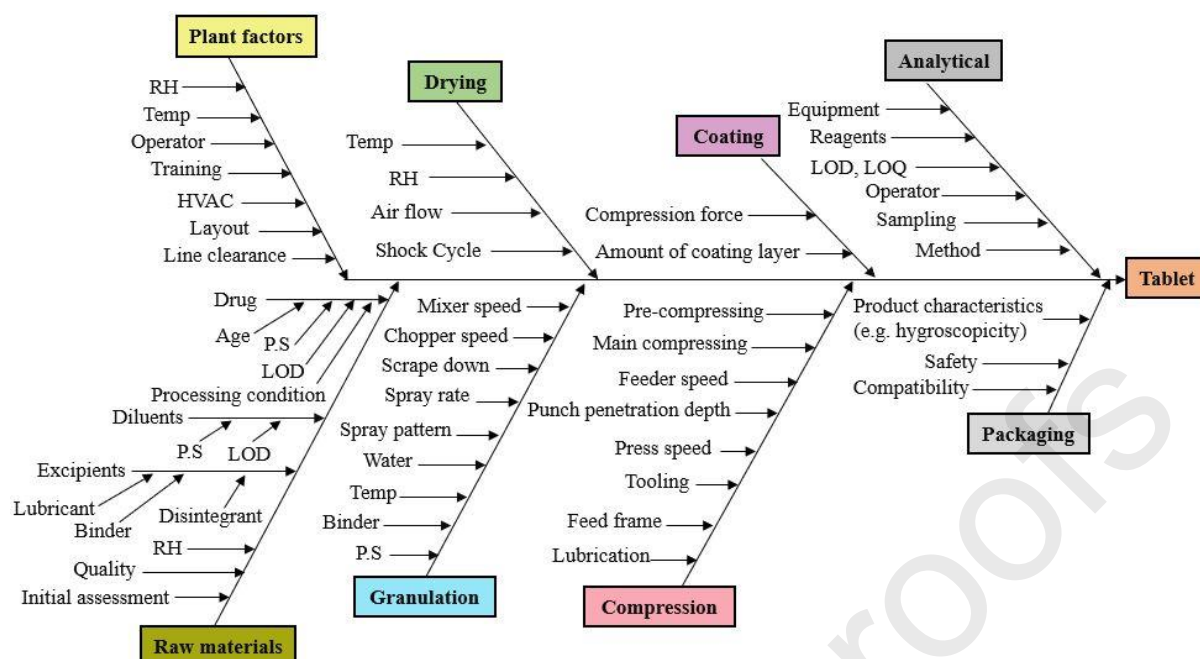 Plant factors
RH
Temp
Operator
Training
HVAC
Layout
Line clearance
Drying
Temp
RH
Air flow
Shock Cycle
Coating
Compression force
Amount of coating layer
Analytical
Equipment
Reagents
LOD, LOQ
Operator
Sampling
Method
Tablet
Drug
Age
P.S
LOD
Processing condition
Diluents
P.S
LOD
Excipients
Lubricant
Binder
Disintegrant
RH
Quality
Initial assessment
Raw materials
Mixer speed
Chopper speed
Scrape down
Spray rate
Spray pattern
Water
Temp
Binder
P.S
Granulation
Pre-compressing
Main compressing
Feeder speed
Punch penetration depth
Press speed
Tooling
Feed frame
Lubrication
Compression
Product characteristics
(e.g. hygroscopicity)
Safety
Compatibility
Packaging
roofs